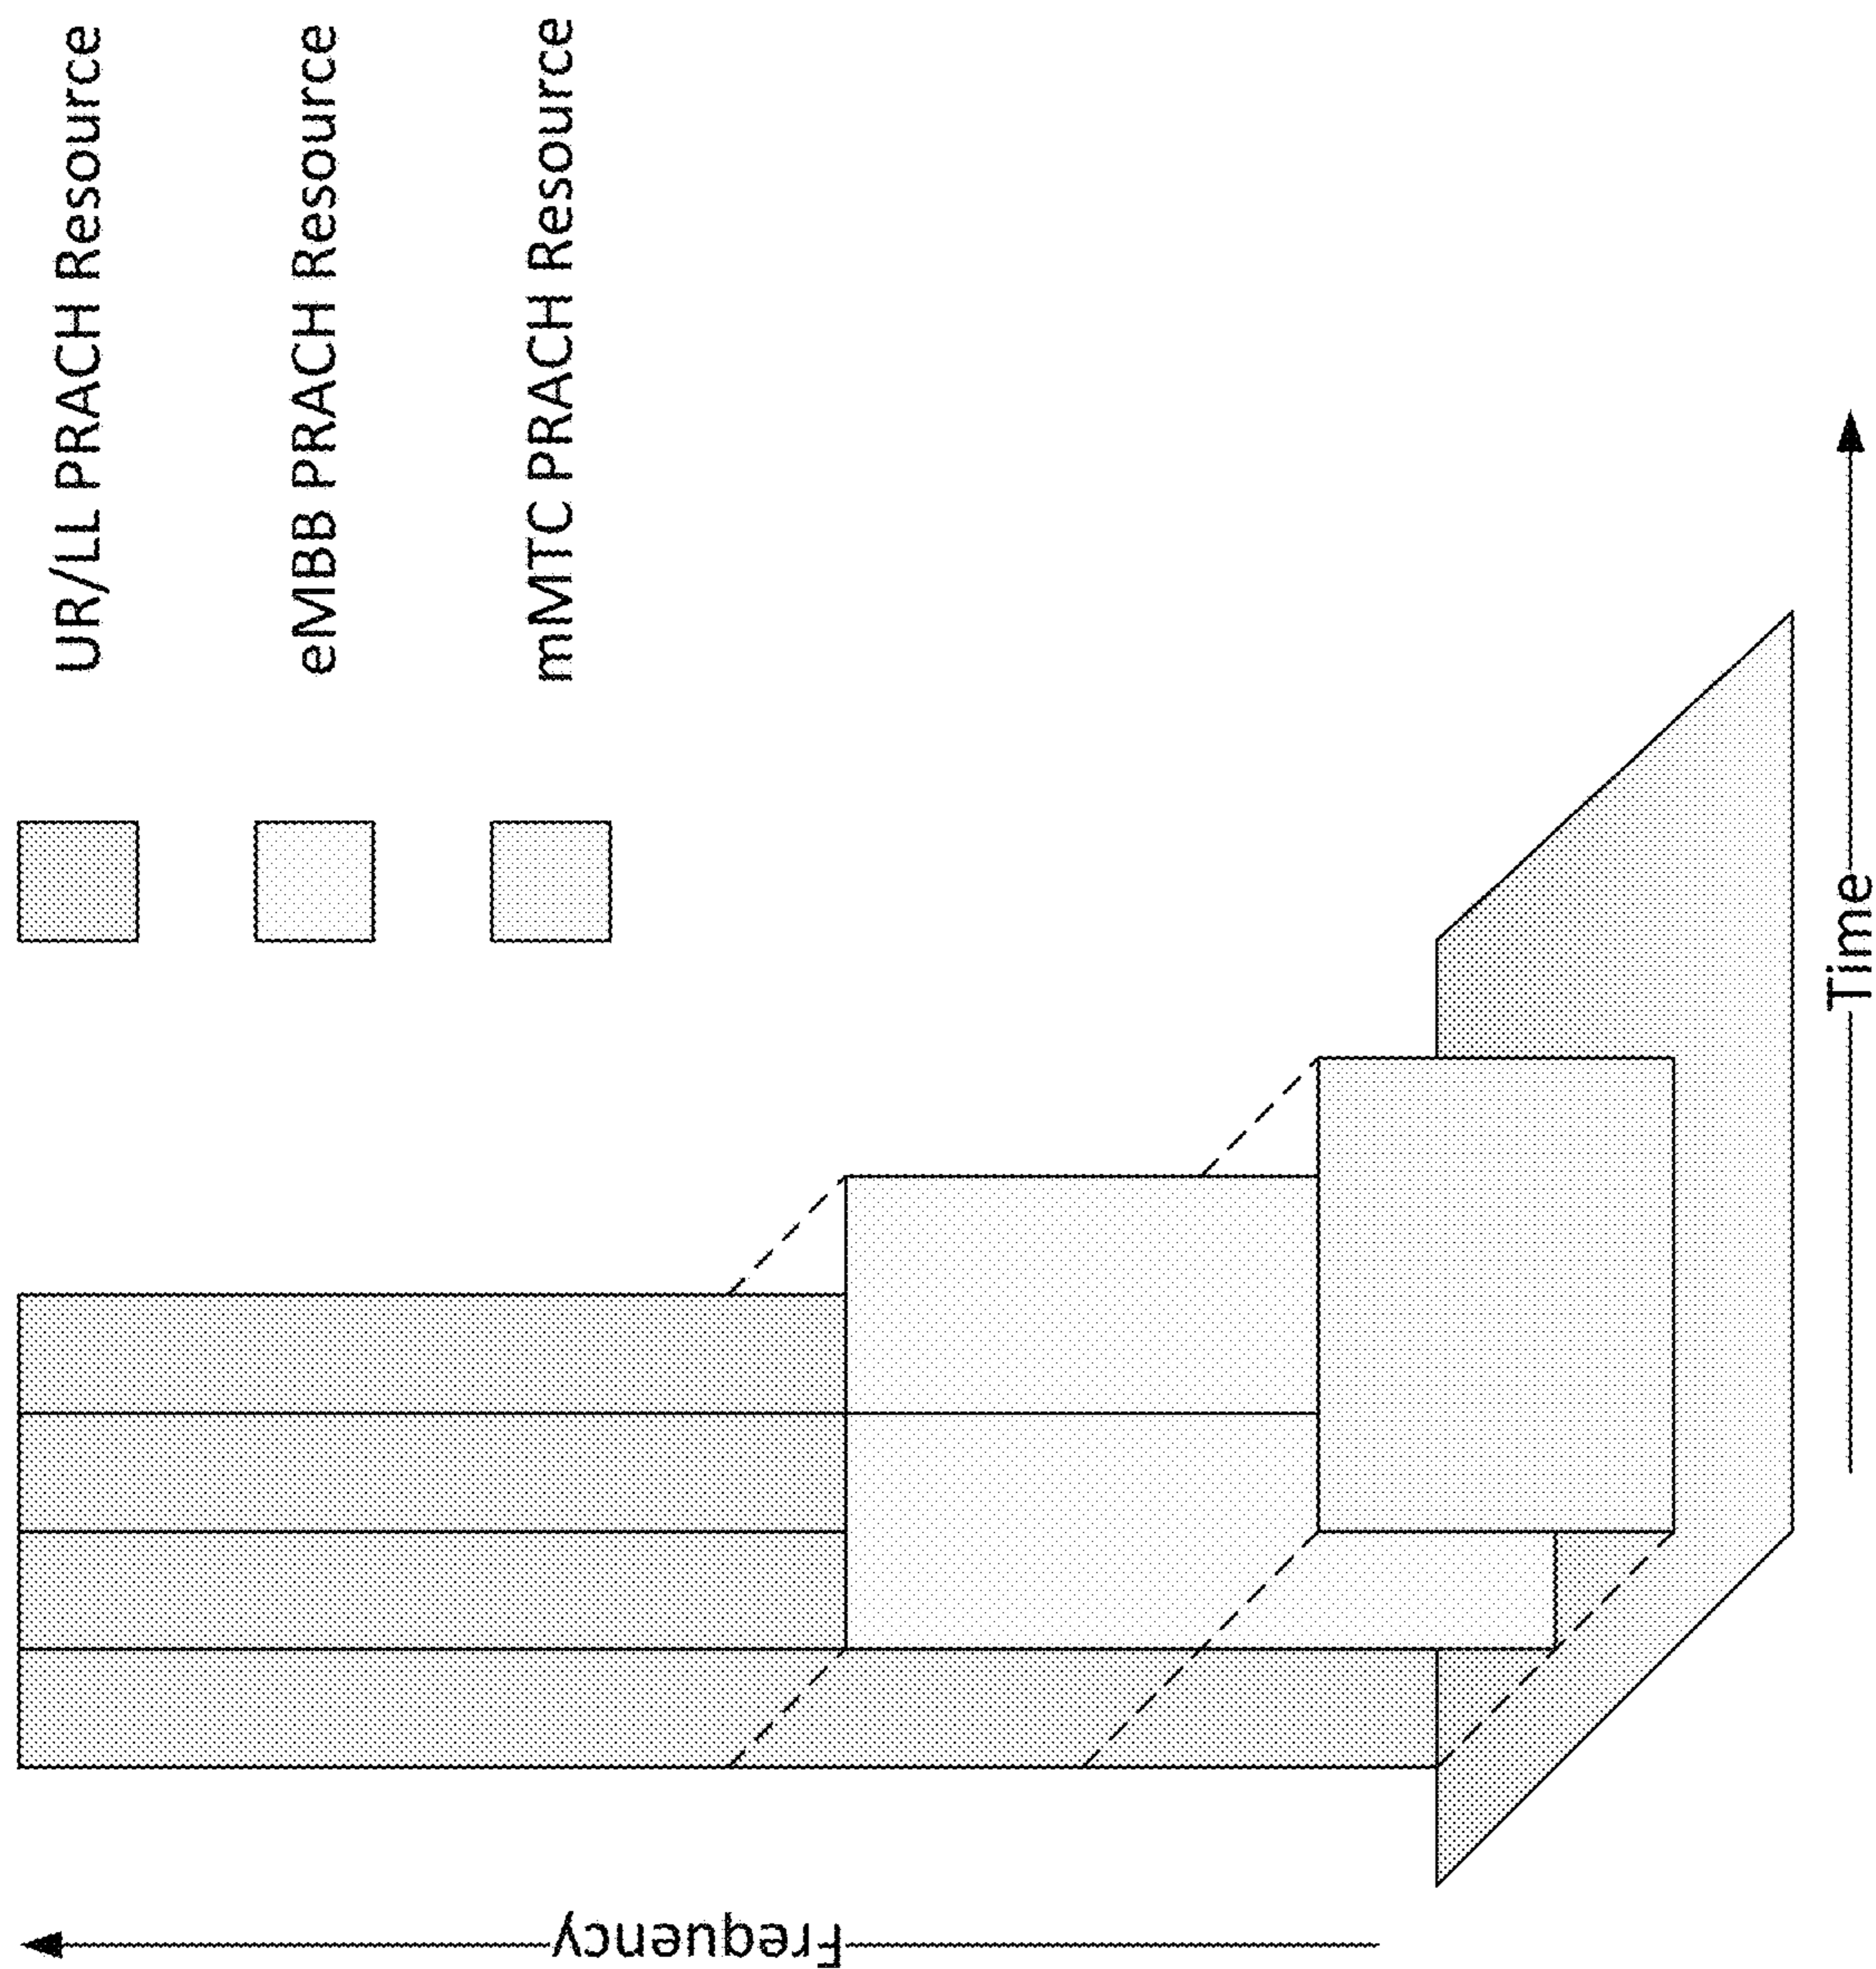 UR/LL PRACH Resource
eMBB PRACH Resource
mMTC PRACH Resource
Frequency
Time